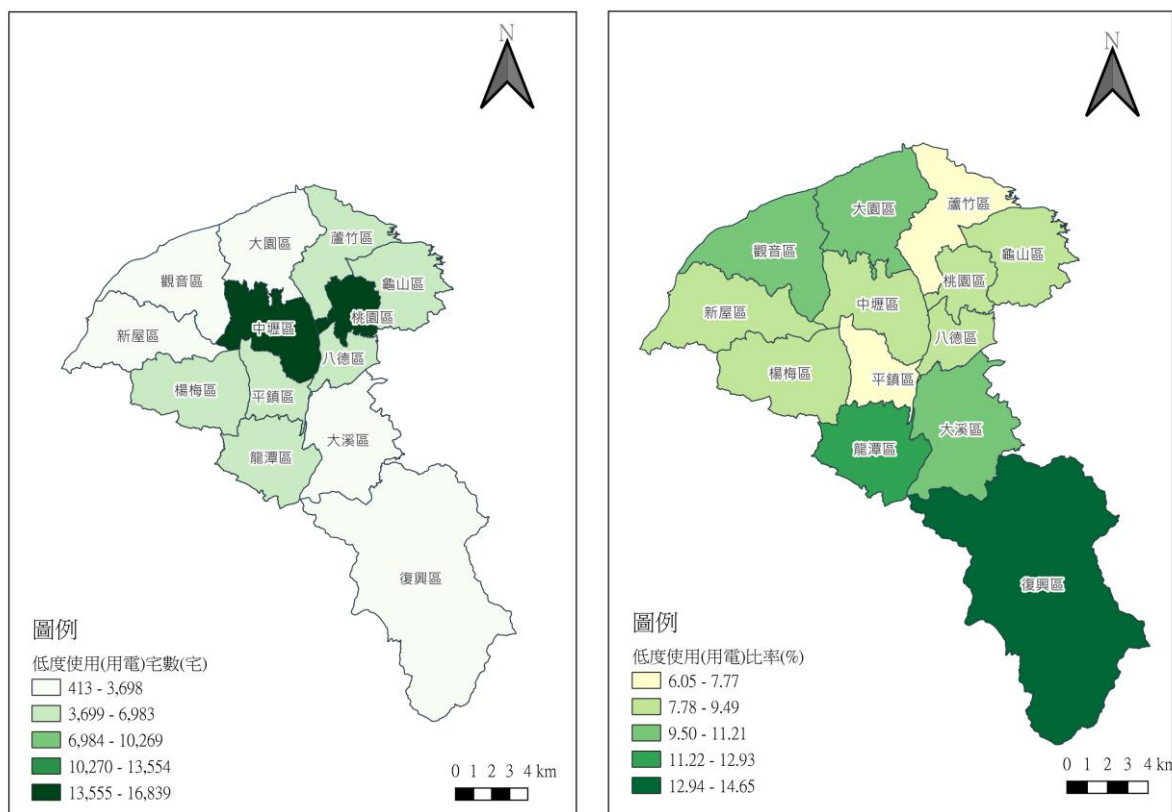 N
大園區
蘆竹區
觀音區
龜山區
桃園區
新屋區
中壢區
八德區
楊梅區
平鎮區
大溪區
龍潭區
復興區
圖例
低度使用(用電)宅數(宅)
413 - 3,698
3,699 - 6,983
6,984 - 10,269
10,270 - 13,554
13,555 - 16,839
0 1 2 3 4 km
N
蘆竹區
大園區
龜山區
觀音區
桃園區
中壢區
新屋區
八德區
楊梅區
平鎮區
大溪區
龍潭區
復興區
圖例
低度使用(用電)比率(%)
6.05 - 7.77
7.78 - 9.49
9.50 - 11.21
11.22 - 12.93
12.94 - 14.65
0 1 2 3 4 km